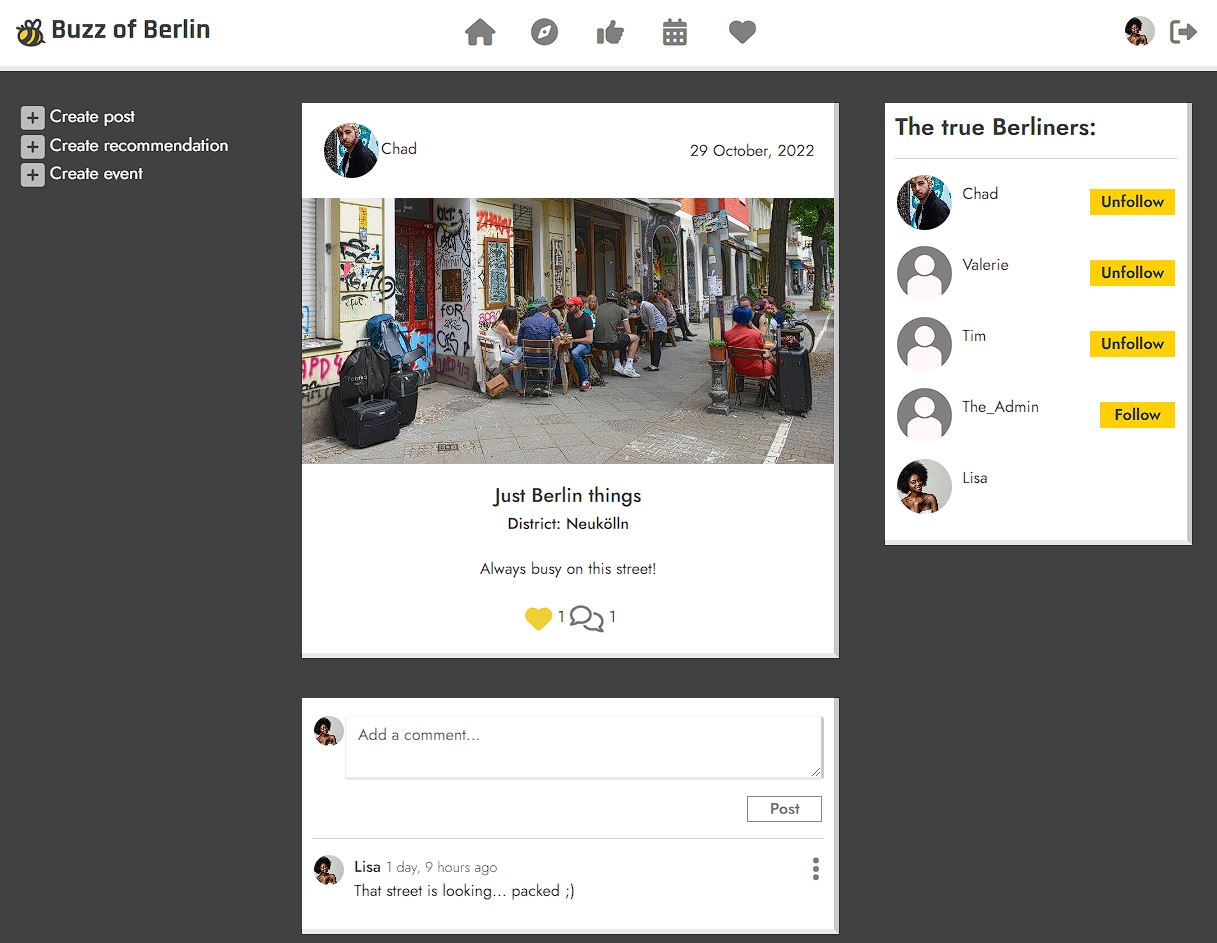 Buzz of Berlin
Create post
Create recommendation
Create event
Chad
29 October, 2022
Just Berlin things
District: Neukölln
Always busy on this street!
1 1
Add a comment...
Post
Lisa 1 day, 9 hours ago
That street is looking... packed ;)
The true Berliners:
Chad
Unfollow
Valerie
Unfollow
Tim
Unfollow
The_Admin
Follow
Lisa